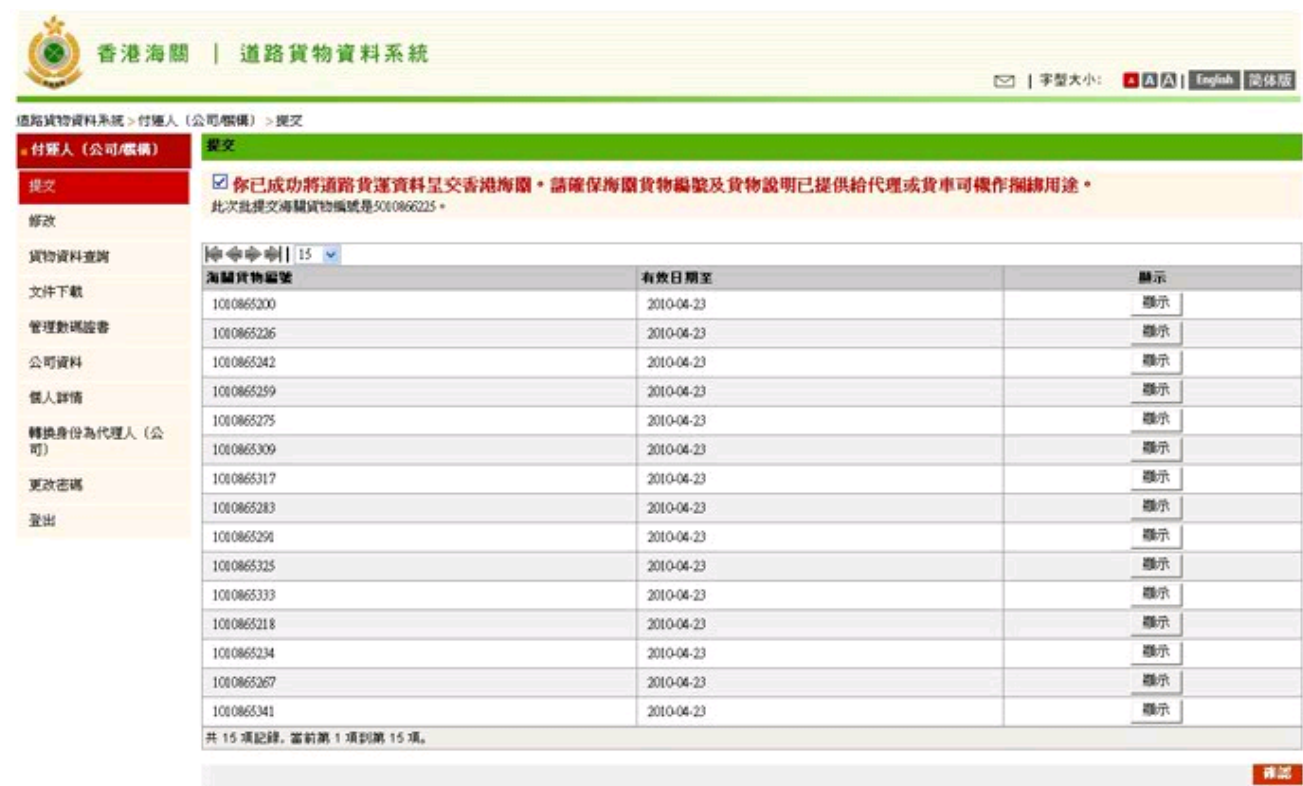 香港海關 | 道路貨物資料系統
| 字型大小: A A A | English 简体版
道路貨物資料系統 > 付運人（公司/機構） > 提交
付運人（公司/機構）
提交
修改
貨物資料查詢
文件下載
管理數碼證書
公司資料
個人詳情
轉換身份為代理人（公
司）
更改密碼
登出
提交
你已成功將道路貨運資料呈交香港海關。請確保海關貨物編號及貨物說明已提供給代理或貨車司機作捆綁用途。
此次批提交海關貨物編號是5010866225。
15
海關貨物編號 有效日期至 顯示
1010865200 2010-04-23 顯示
1010865226 2010-04-23 顯示
1010865242 2010-04-23 顯示
1010865259 2010-04-23 顯示
1010865275 2010-04-23 顯示
1010865309 2010-04-23 顯示
1010865317 2010-04-23 顯示
1010865283 2010-04-23 顯示
1010865291 2010-04-23 顯示
1010865325 2010-04-23 顯示
1010865333 2010-04-23 顯示
1010865218 2010-04-23 顯示
1010865234 2010-04-23 顯示
1010865267 2010-04-23 顯示
1010865341 2010-04-23 顯示
共 15 項記錄, 當前第 1 項到第 15 項。
確認